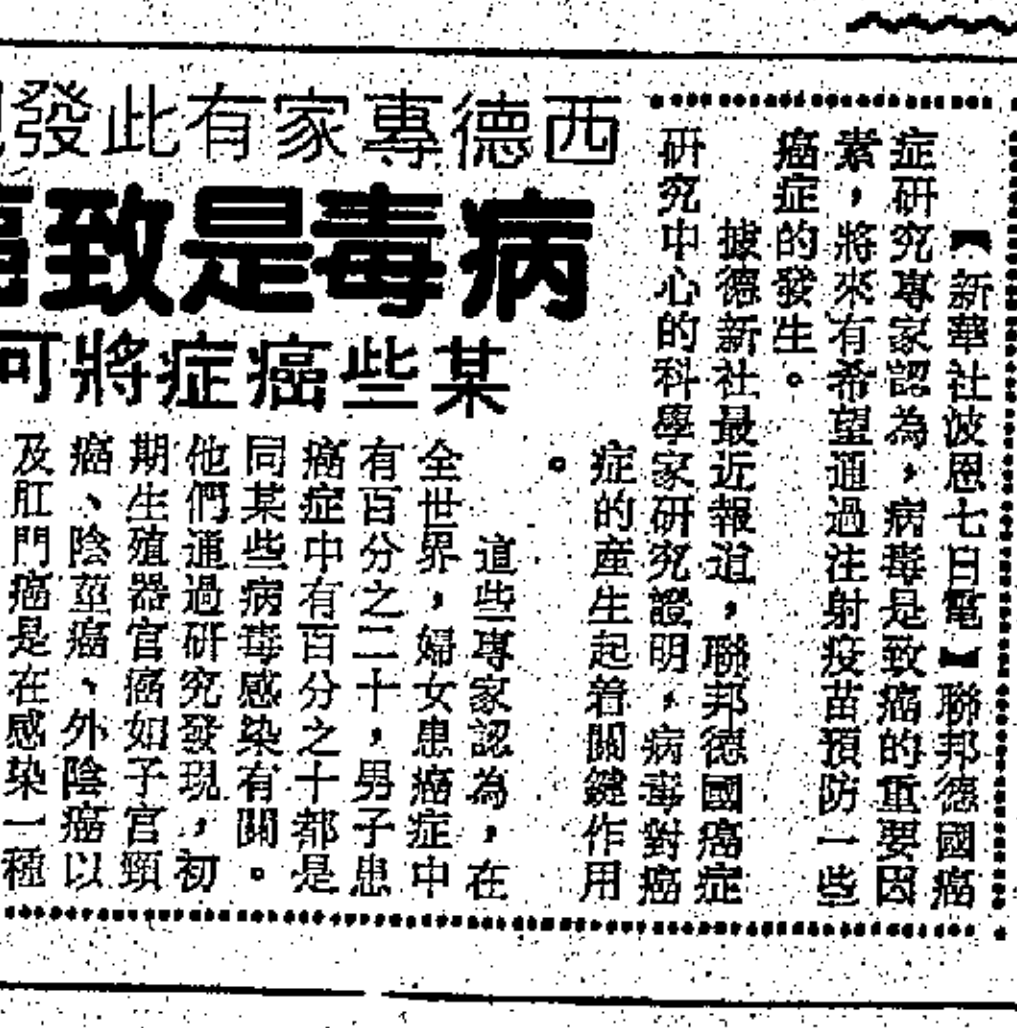 西德專家有此發
病毒是致
某些癌症將可
【新華社波恩七日電】聯邦德國癌
症研究專家認為，病毒是致癌的重要因
素，將來有希望通過注射疫苗預防一些
癌症的發生。
據德新社最近報道，聯邦德國癌症
研究中心的科學家研究證明，病毒對癌
症的產生起着關鍵作用
。
這些專家認為，在
全世界，婦女患癌症中
有百分之二十，男子患
癌症中有百分之十都是
同某些病毒感染有關。
他們通過研究發現，初
期生殖器官癌如子宮頸
癌、陰莖癌、外陰癌以
及肛門癌是在感染一種